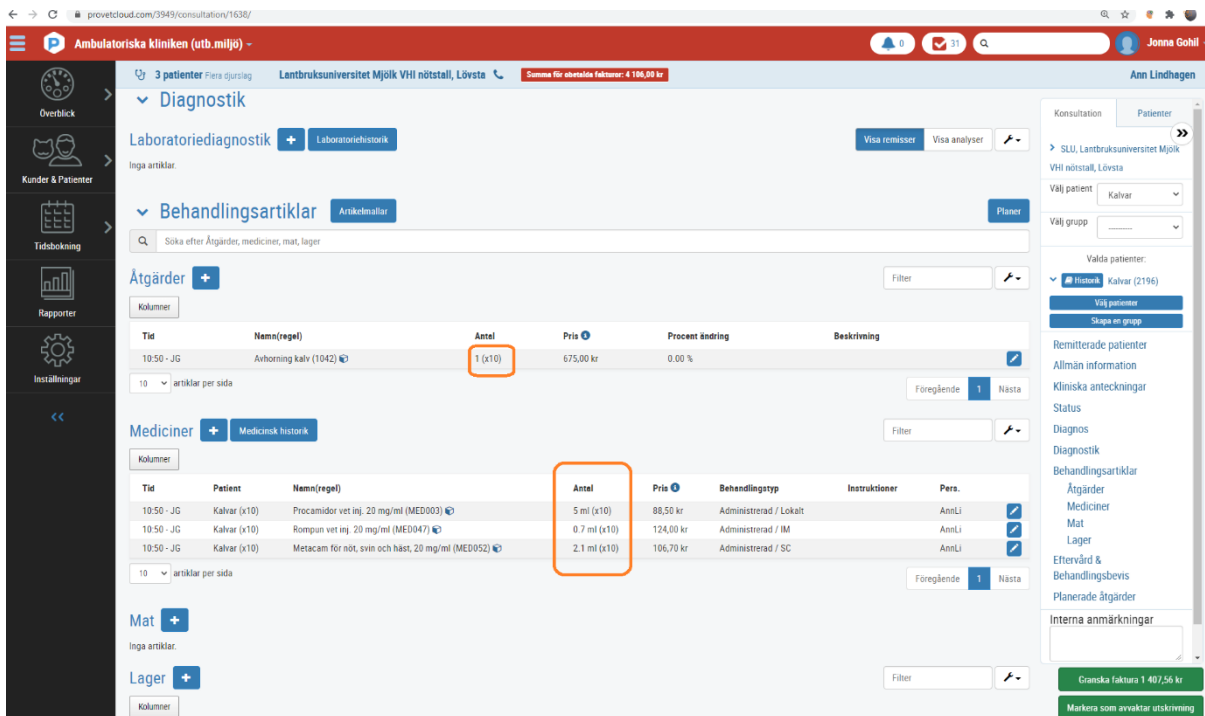 provetcloud.com/3949/consultation/1638/
Ambulatoriska kliniken (utb.miljö)
0
31
Jonna Gohil
3 patienter Flera djurslag Lantbruksuniversitet Mjölk VHI nötstall, Lövsta Summa för obetalda fakturor: 4 106,00 kr Ann Lindhagen
Överblick
Kunder & Patienter
Tidsbokning
Rapporter
Inställningar
Diagnostik
Laboratoriediagnostik + Laboratoriehistorik Visa remisser Visa analyser
Inga artiklar.
Behandlingsartiklar Artikelmallar Planer
Söka efter Åtgärder, mediciner, mat, lager
Åtgärder + Filter
Kolumner
Tid Namn(regel) Antal Pris Procent ändring Beskrivning
10:50 - JG Avhorning kalv (1042) 1 (x10) 675,00 kr 0.00 %
10 artiklar per sida Föregående 1 Nästa
Mediciner + Medicinsk historik Filter
Kolumner
Tid Patient Namn(regel) Antal Pris Behandlingstyp Instruktioner Pers.
10:50 - JG Kalvar (x10) Procamidor vet inj. 20 mg/ml (MED003) 5 ml (x10) 88,50 kr Administrerad / Lokalt AnnLi
10:50 - JG Kalvar (x10) Rompun vet inj. 20 mg/ml (MED047) 0.7 ml (x10) 124,00 kr Administrerad / IM AnnLi
10:50 - JG Kalvar (x10) Metacam för nöt, svin och häst, 20 mg/ml (MED052) 2.1 ml (x10) 106,70 kr Administrerad / SC AnnLi
10 artiklar per sida Föregående 1 Nästa
Mat +
Inga artiklar.
Lager + Filter
Kolumner
Konsultation Patienter
SLU, Lantbruksuniversitet Mjölk
VHI nötstall, Lövsta
Välj patient Kalvar
Välj grupp ---------
Valda patienter:
Historik Kalvar (2196)
Välj patienter
Skapa en grupp
Remitterade patienter
Allmän information
Kliniska anteckningar
Status
Diagnos
Diagnostik
Behandlingsartiklar
Åtgärder
Mediciner
Mat
Lager
Eftervård &
Behandlingsbevis
Planerade åtgärder
Interna anmärkningar
Granska faktura 1 407,56 kr
Markera som avvaktar utskrivning